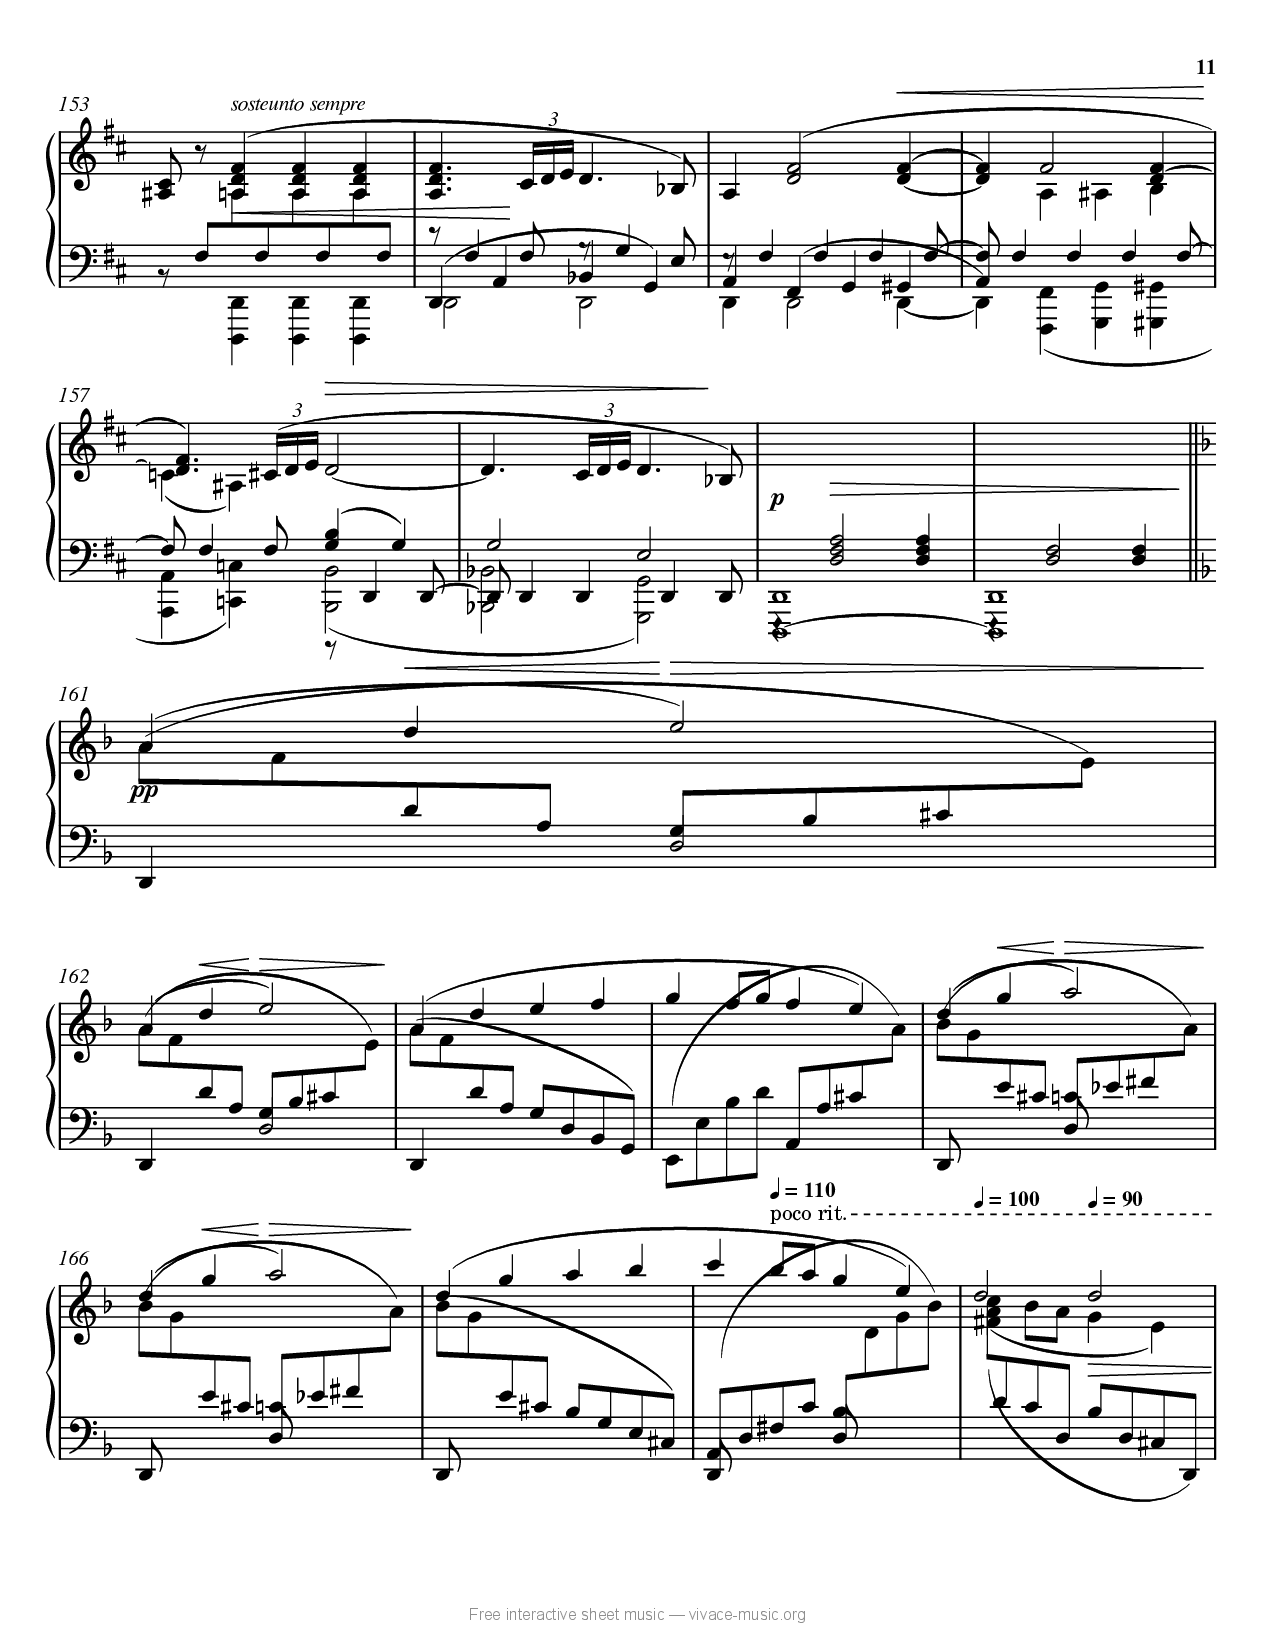 11
153
sosteunto sempre
3
157
3
3
p
161
pp
162
♩ = 110
♩ = 100
♩ = 90
poco rit.
166
Free interactive sheet music — vivace-music.org